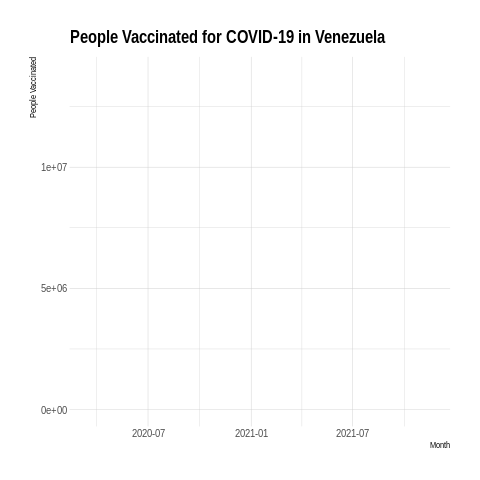 People Vaccinated for COVID-19 in Venezuela
People Vaccinated
1e+07
5e+06
0e+00
2020-07 2021-01 2021-07
Month